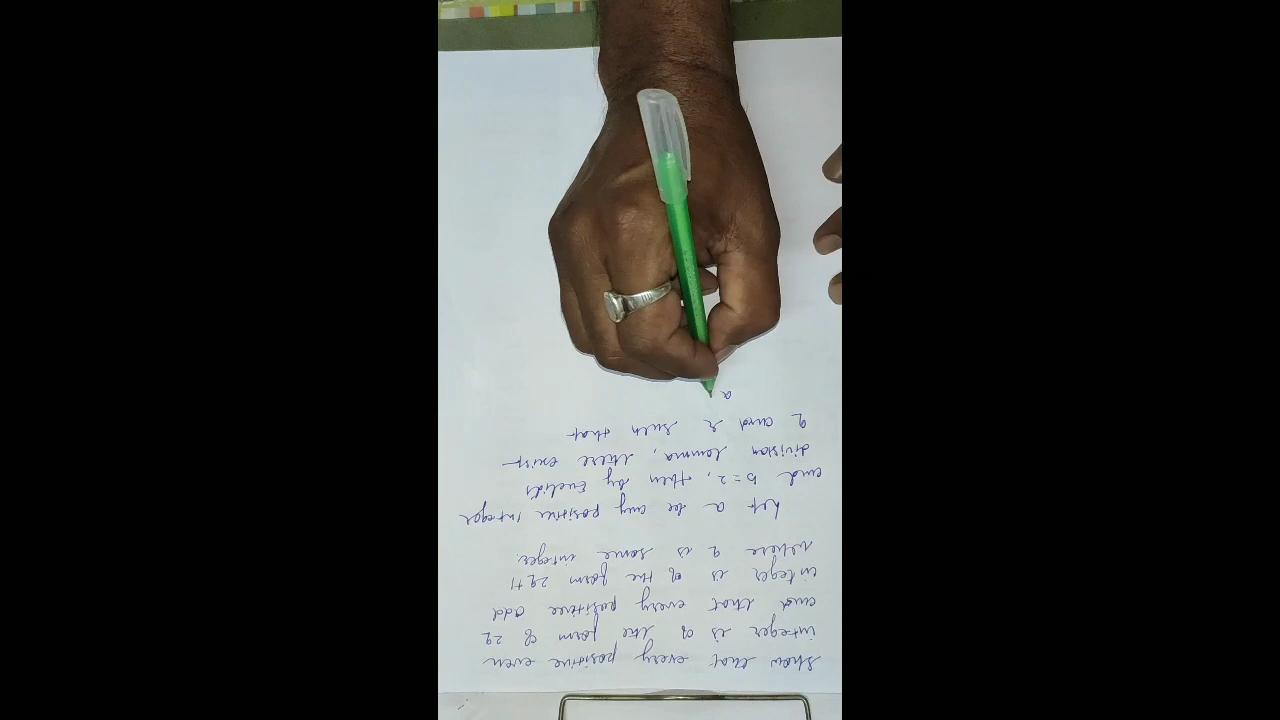 Show that every positive even
integer is of the form of 2q
and that every positive odd
integer is of the form 2q+1
where q is some integer.
Let a be any positive integer
and b=2, then by Euclid's
division lemma, there exist
q and r such that
a